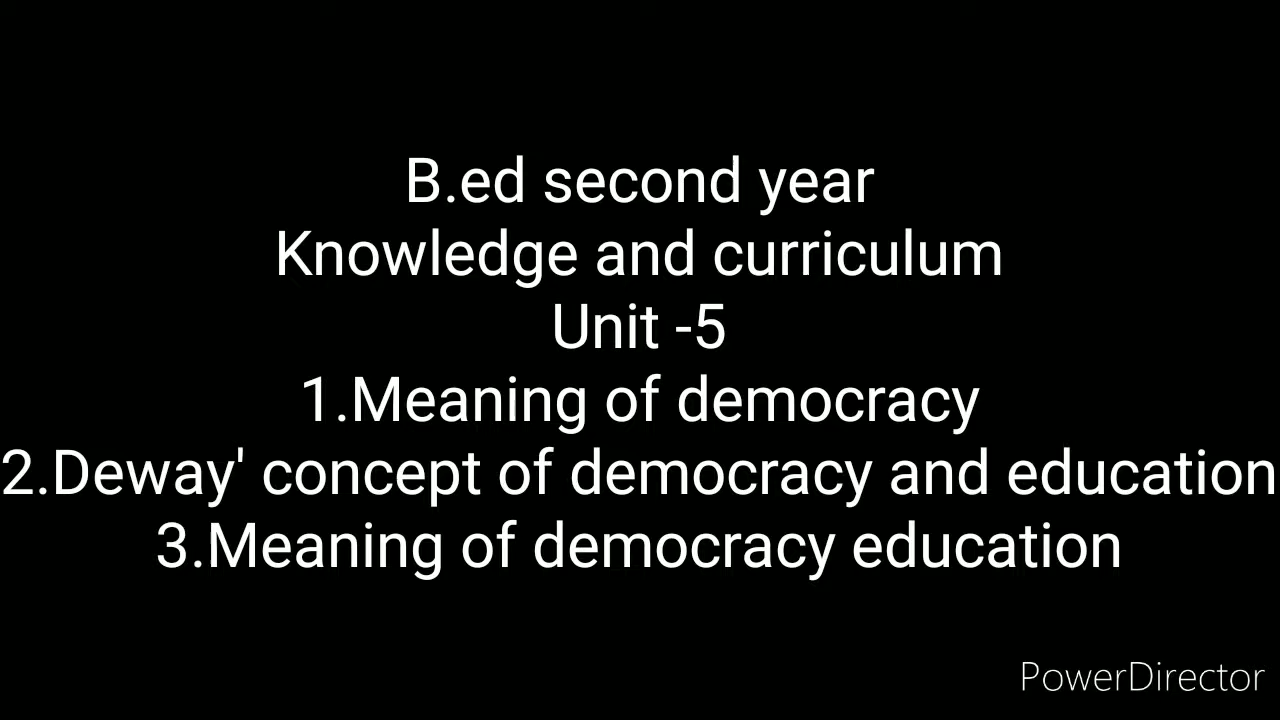 B.ed second year
Knowledge and curriculum
Unit -5
1.Meaning of democracy
2.Deway' concept of democracy and education
3.Meaning of democracy education
PowerDirector